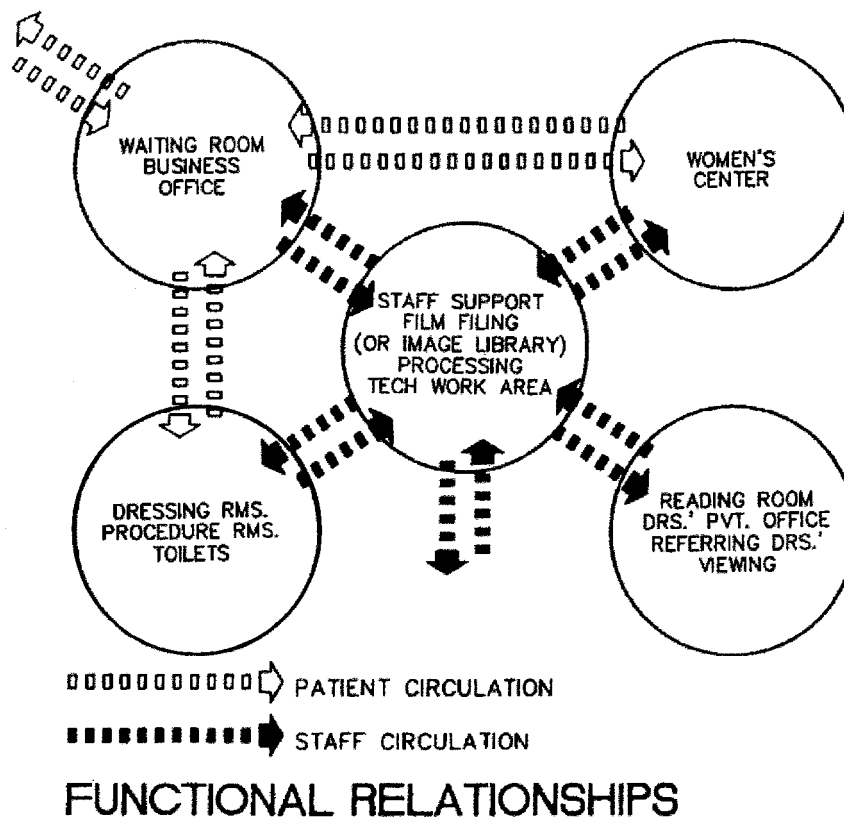 WAITING ROOM
BUSINESS
OFFICE
WOMEN'S
CENTER
STAFF SUPPORT
FILM FILING
(OR IMAGE LIBRARY)
PROCESSING
TECH WORK AREA
DRESSING RMS.
PROCEDURE RMS.
TOILETS
READING ROOM
DRS.' PVT. OFFICE
REFERRING DRS.'
VIEWING
PATIENT CIRCULATION
STAFF CIRCULATION
FUNCTIONAL RELATIONSHIPS